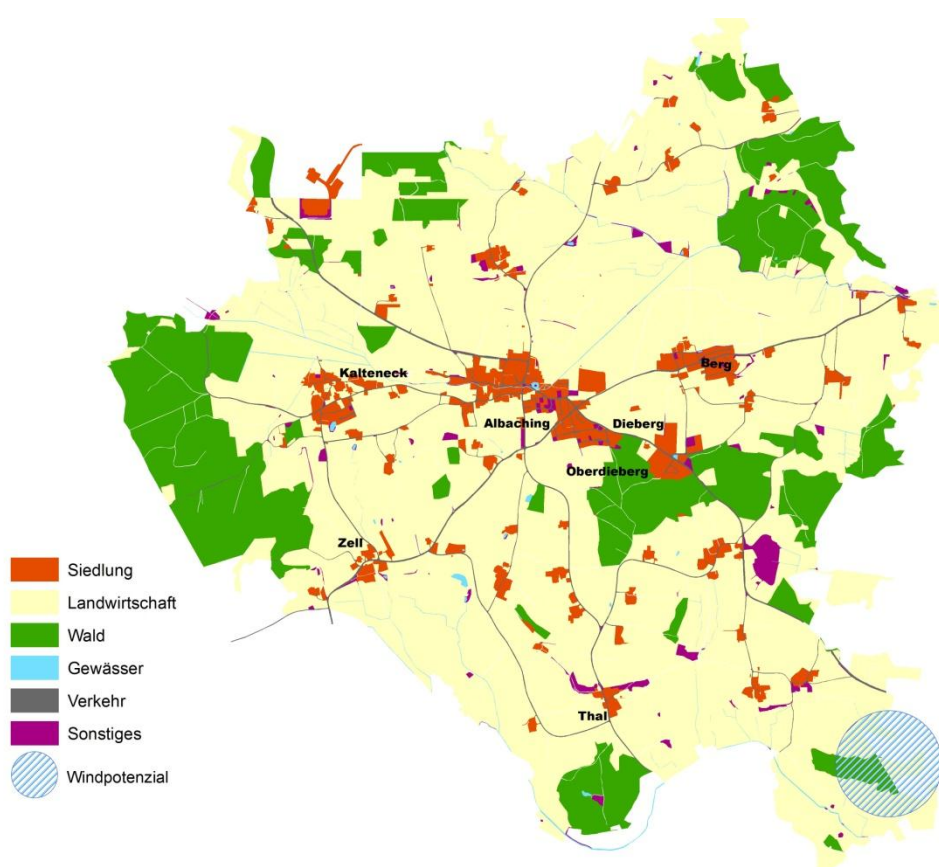 Berg
Kalteneck
Albaching
Dieberg
Oberdieberg
Zell
Thal
Siedlung
Landwirtschaft
Wald
Gewässer
Verkehr
Sonstiges
Windpotenzial